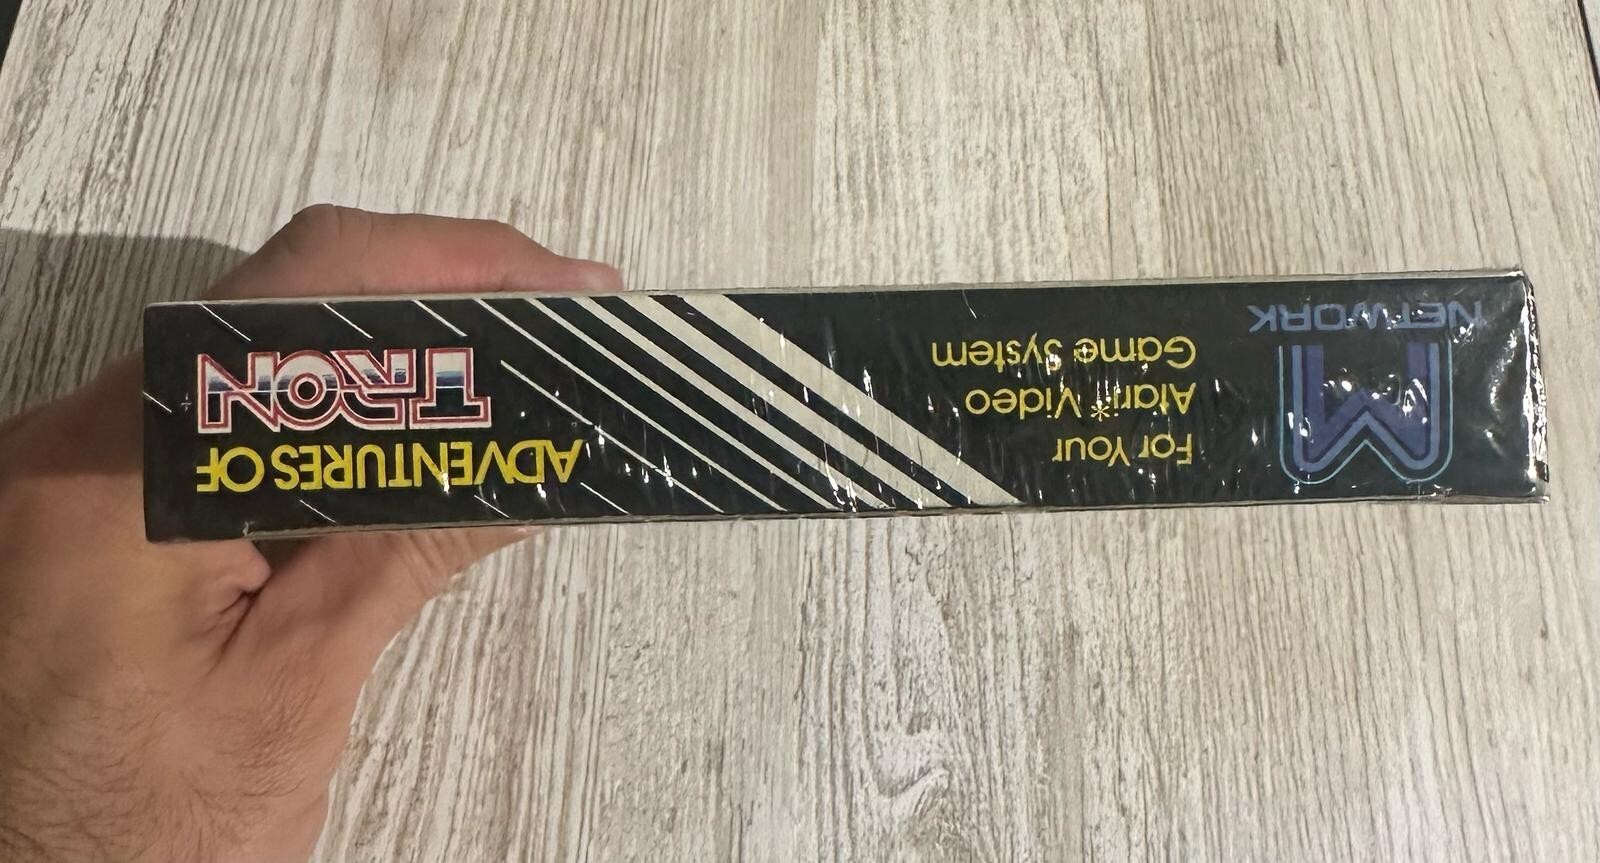 M
NETWORK
For Your
Atari* Video
Game System
ADVENTURES OF
TRON